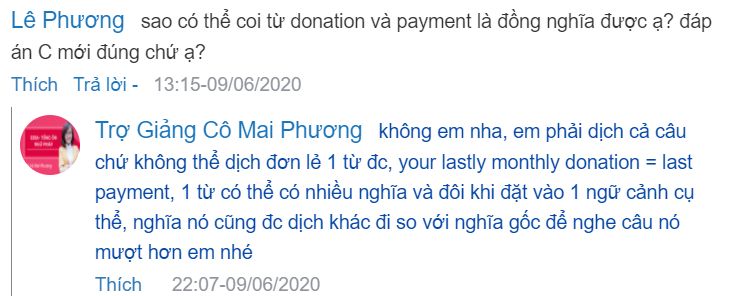 Lê Phương sao có thể coi từ donation và payment là đồng nghĩa được ạ? đáp
án C mới đúng chứ ạ?
Thích Trả lời - 13:15-09/06/2020
Trợ Giảng Cô Mai Phương không em nha, em phải dịch cả câu
chứ không thể dịch đơn lẻ 1 từ đc, your lastly monthly donation = last
payment, 1 từ có thể có nhiều nghĩa và đôi khi đặt vào 1 ngữ cảnh cụ
thể, nghĩa nó cũng đc dịch khác đi so với nghĩa gốc để nghe câu nó
mượt hơn em nhé
Thích 22:07-09/06/2020